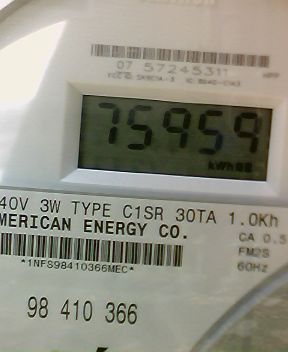 07 57245311
75959
kWh
40V 3W TYPE C1SR 30TA 1.0Kh
MERICAN ENERGY CO.
CA 0.5
FM2S
60Hz
*1NFS98410366MEC*
98 410 366